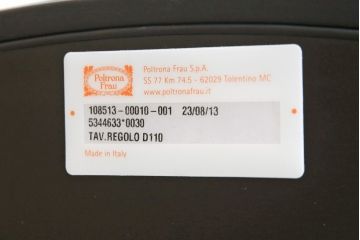 Poltrona
Frau
Poltrona Frau S.p.A.
SS 77 Km 74.5 - 62029 Tolentino MC
www.poltronafrau.it
108513-00010-001 23/08/13
5344633*0030
TAV.REGOLO D110
Made in Italy